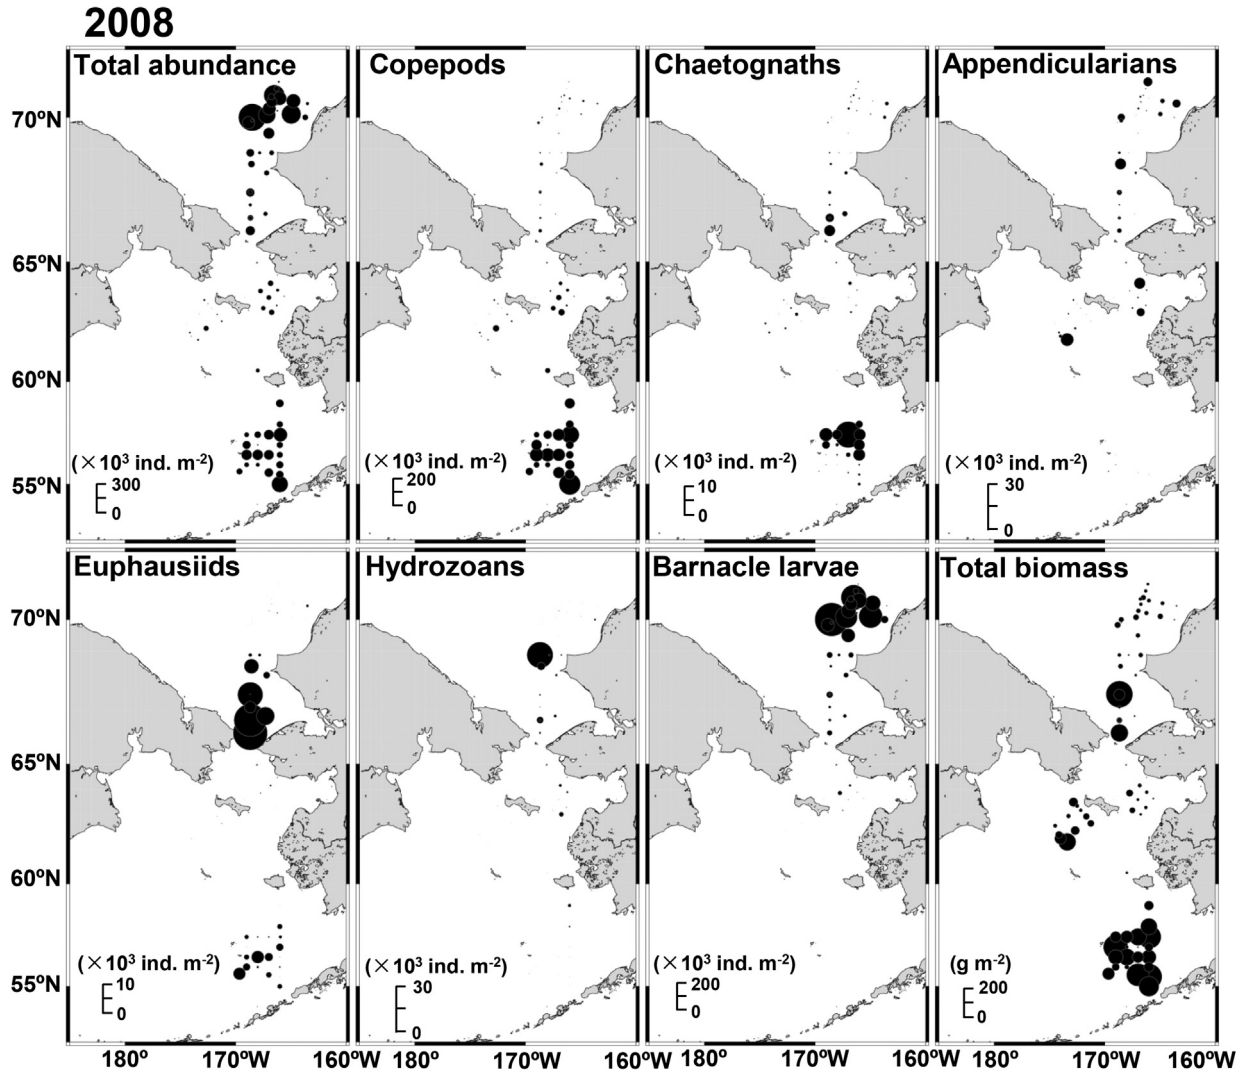 2008
Total abundance
Copepods
Chaetognaths
Appendicularians
70ºN
65ºN
60ºN
55ºN
(×10³ ind. m⁻²)
300
0
(×10³ ind. m⁻²)
200
0
(×10³ ind. m⁻²)
10
0
(×10³ ind. m⁻²)
30
0
Euphausiids
Hydrozoans
Barnacle larvae
Total biomass
70ºN
65ºN
60ºN
55ºN
(×10³ ind. m⁻²)
10
0
(×10³ ind. m⁻²)
30
0
(×10³ ind. m⁻²)
200
0
(g m⁻²)
200
0
180º 170ºW 160ºW 180º 170ºW 160ºW 180º 170ºW 160ºW 180º 170ºW 160ºW